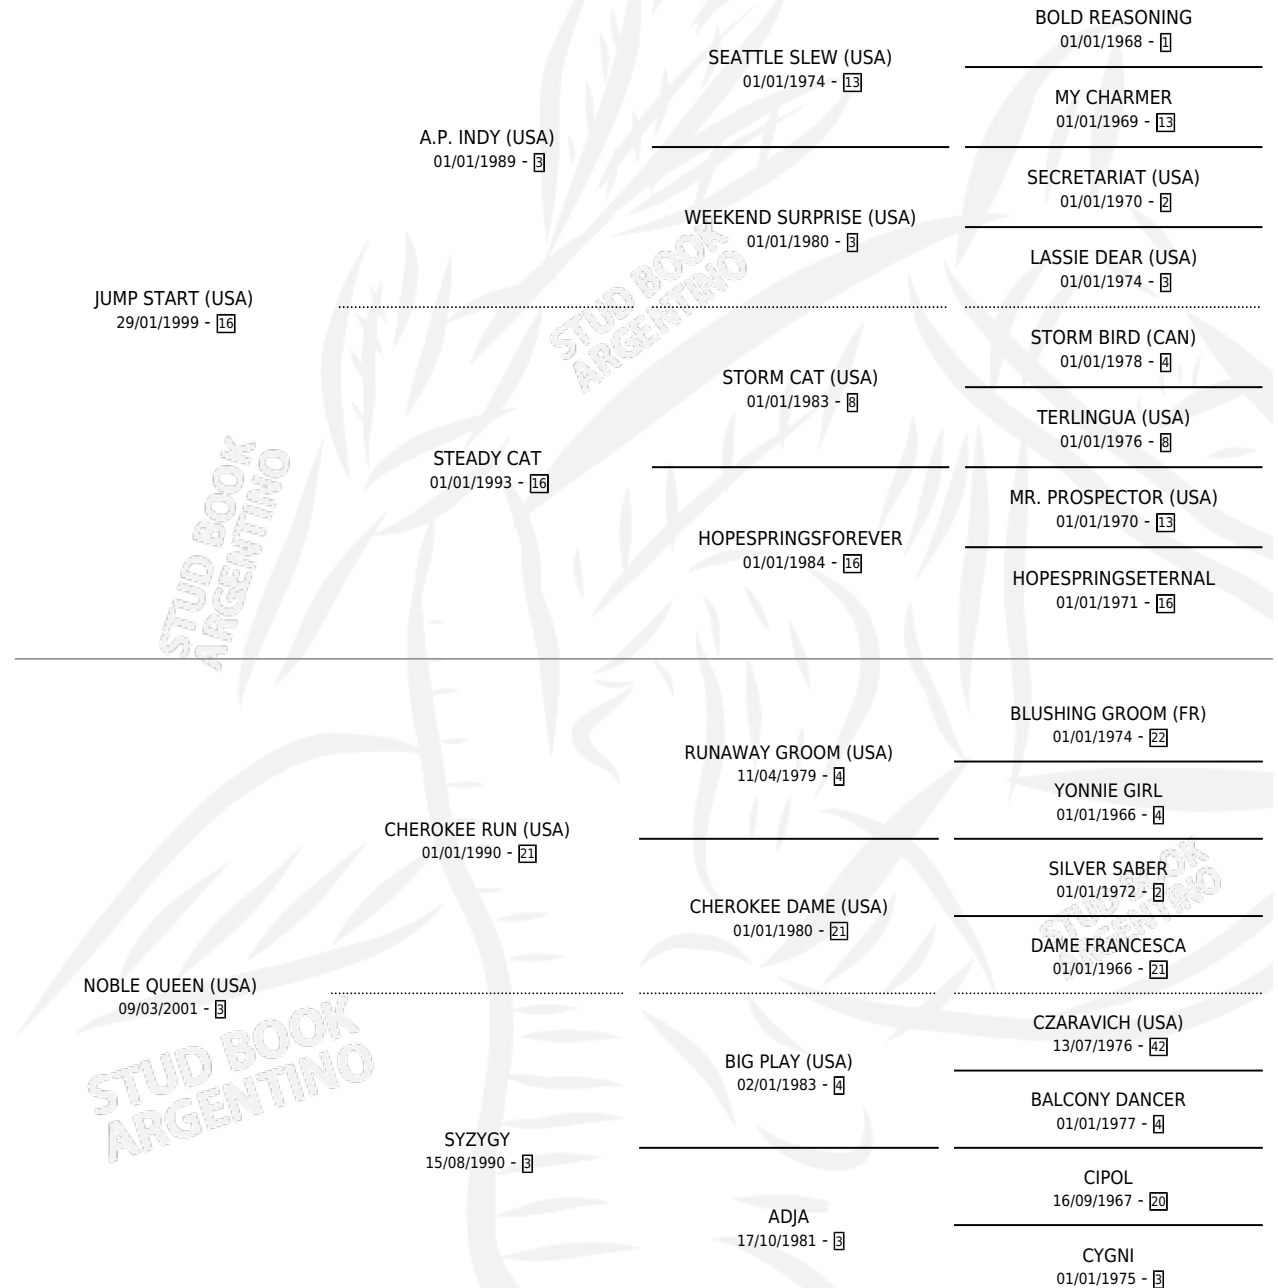 BOLD REASONING
01/01/1968 - 1
SEATTLE SLEW (USA)
01/01/1974 - 13
MY CHARMER
01/01/1969 - 13
A.P. INDY (USA)
01/01/1989 - 3
SECRETARIAT (USA)
01/01/1970 - 2
WEEKEND SURPRISE (USA)
01/01/1980 - 3
LASSIE DEAR (USA)
01/01/1974 - 3
JUMP START (USA)
29/01/1999 - 16
STUD BOOK
ARGENTINO
STORM BIRD (CAN)
01/01/1978 - 4
STORM CAT (USA)
01/01/1983 - 8
TERLINGUA (USA)
01/01/1976 - 8
STEADY CAT
01/01/1993 - 16
STUD BOOK
ARGENTINO
MR. PROSPECTOR (USA)
01/01/1970 - 13
HOPESPRINGSFOREVER
01/01/1984 - 16
HOPESPRINGSETERNAL
01/01/1971 - 16
BLUSHING GROOM (FR)
01/01/1974 - 22
RUNAWAY GROOM (USA)
11/04/1979 - 4
YONNIE GIRL
01/01/1966 - 4
CHEROKEE RUN (USA)
01/01/1990 - 21
SILVER SABER
01/01/1972 - 2
STUD BOOK
ARGENTINO
CHEROKEE DAME (USA)
01/01/1980 - 21
DAME FRANCESCA
01/01/1966 - 21
NOBLE QUEEN (USA)
09/03/2001 - 3
STUD BOOK
ARGENTINO
CZARAVICH (USA)
13/07/1976 - 42
BIG PLAY (USA)
02/01/1983 - 4
BALCONY DANCER
01/01/1977 - 4
SYZYGY
15/08/1990 - 3
CIPOL
16/09/1967 - 20
ADJA
17/10/1981 - 3
CYGNI
01/01/1975 - 3